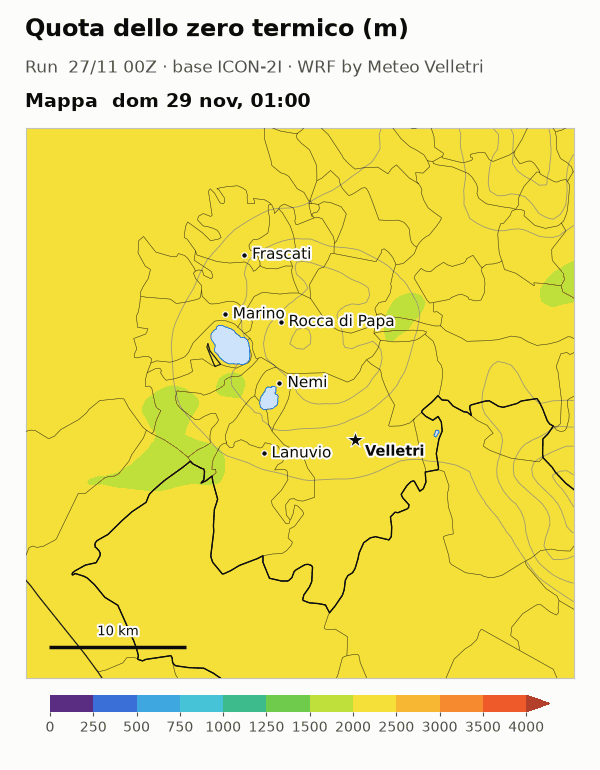 Quota dello zero termico (m)
Run 27/11 00Z · base ICON-2I · WRF by Meteo Velletri
Mappa dom 29 nov, 01:00
Frascati
Marino
Rocca di Papa
Nemi
Velletri
Lanuvio
10 km
0 250 500 750 1000 1250 1500 2000 2500 3000 3500 4000